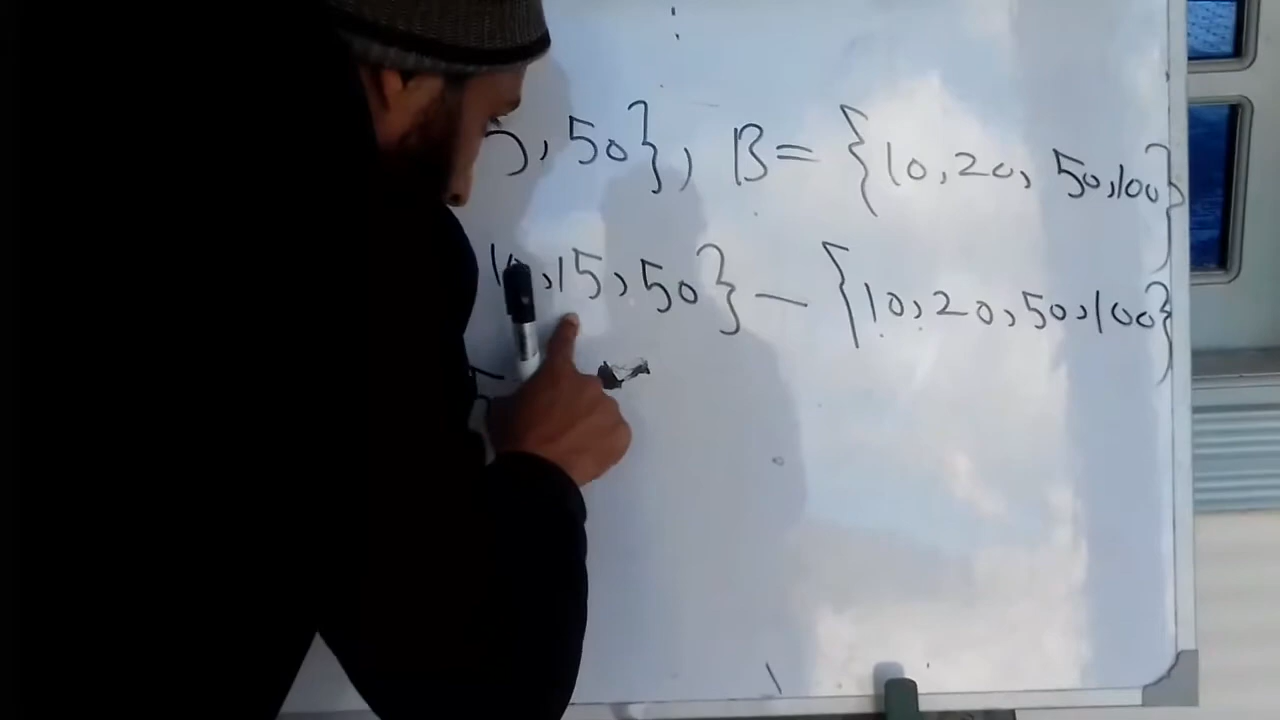 , 50}, B = {10, 20, 50, 100}
, 15, 50} — {10, 20, 50, 100}